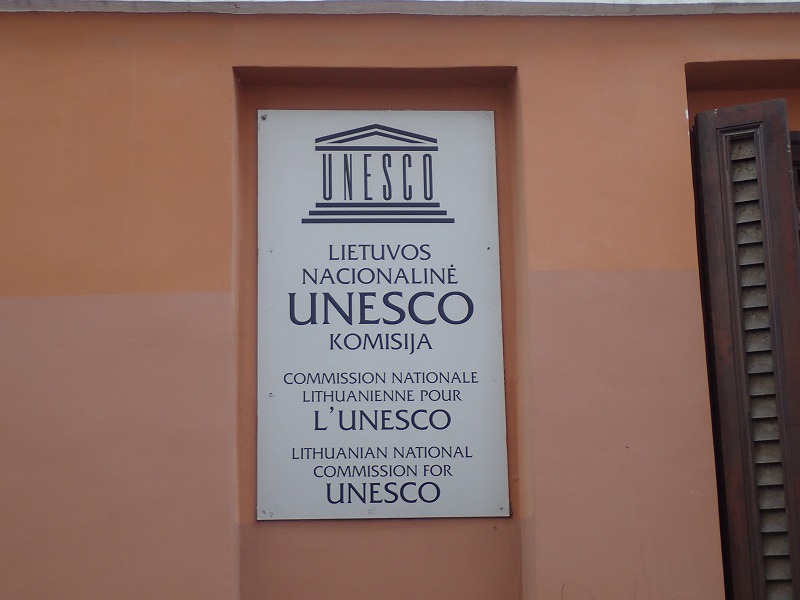 UNESCO
LIETUVOS
NACIONALINĖ
UNESCO
KOMISIJA
COMMISSION NATIONALE
LITHUANIENNE POUR
L'UNESCO
LITHUANIAN NATIONAL
COMMISSION FOR
UNESCO